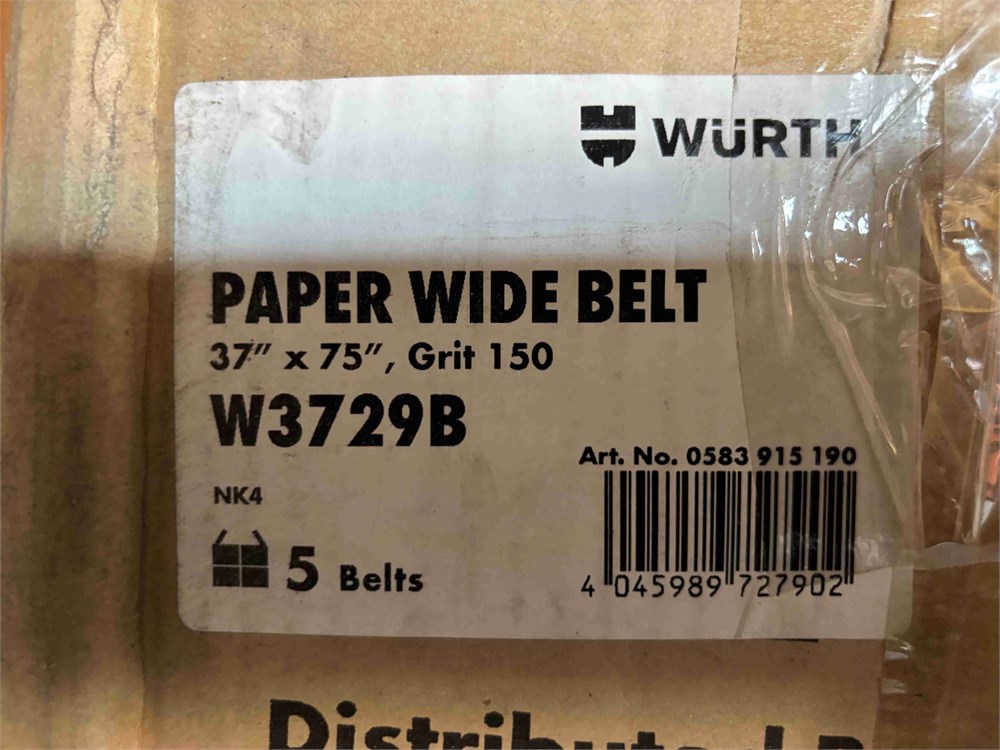 WÜRTH
PAPER WIDE BELT
37" x 75", Grit 150
W3729B
Art. No. 0583 915 190
NK4
5 Belts
4 045989 727902
Distributed